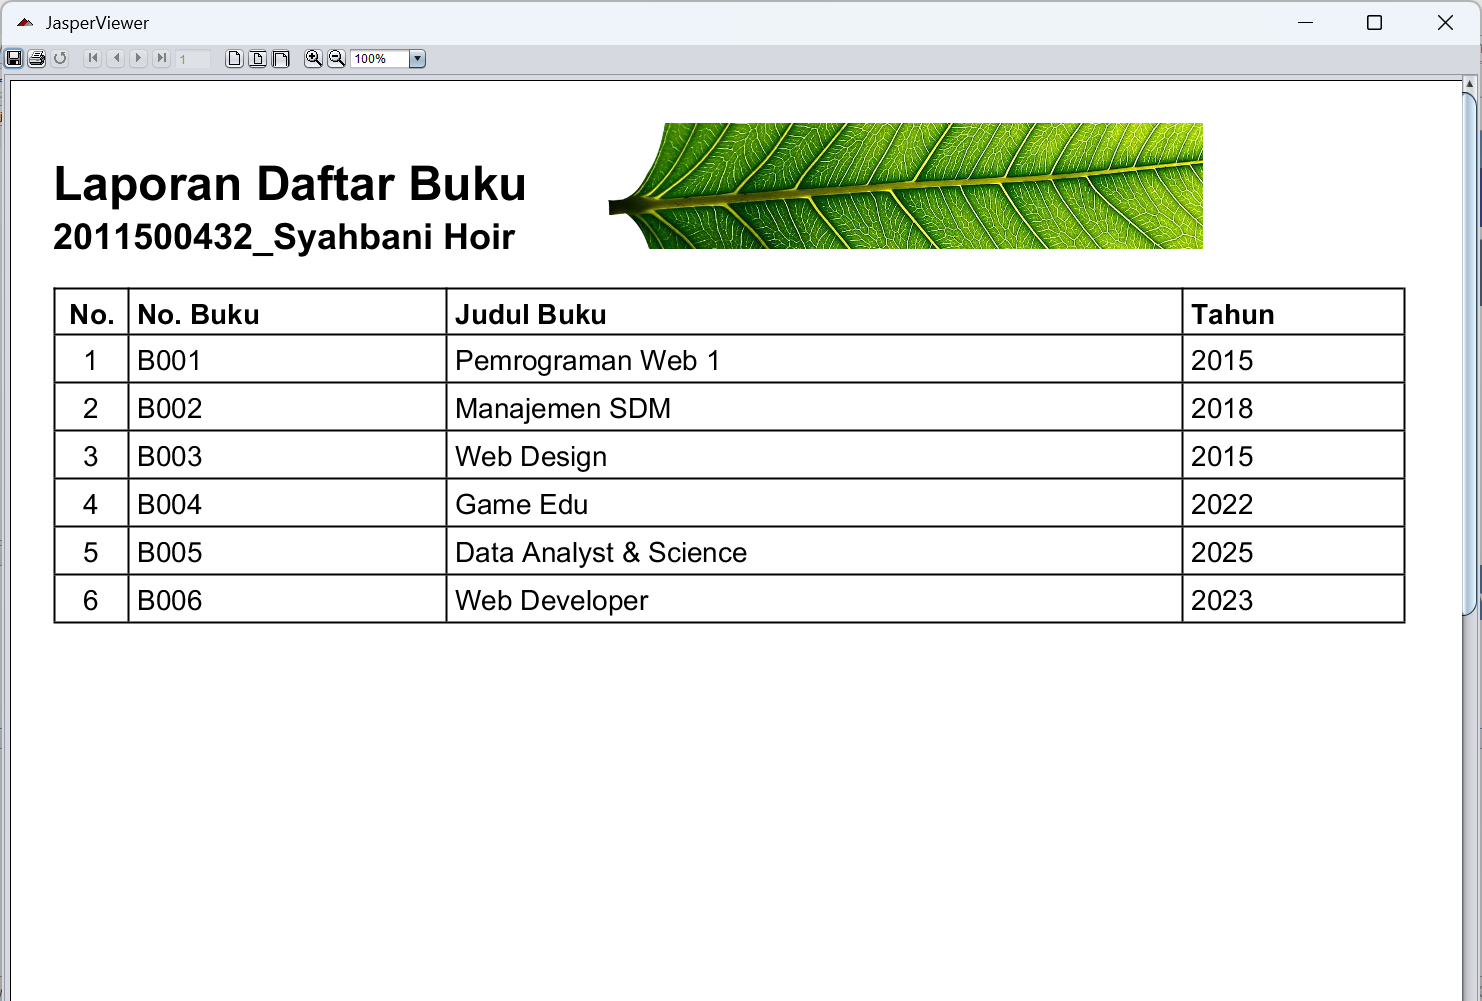 JasperViewer
1 100%
Laporan Daftar Buku
2011500432_Syahbani Hoir
No. No. Buku Judul Buku Tahun
1 B001 Pemrograman Web 1 2015
2 B002 Manajemen SDM 2018
3 B003 Web Design 2015
4 B004 Game Edu 2022
5 B005 Data Analyst & Science 2025
6 B006 Web Developer 2023